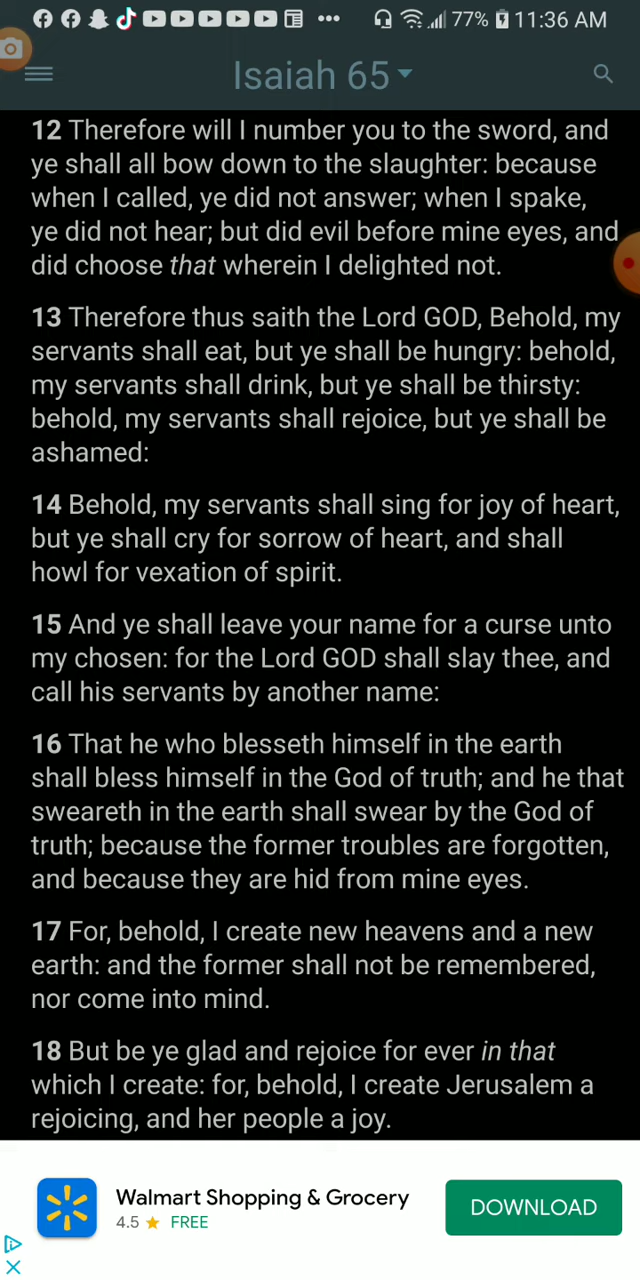 77% 11:36 AM
Isaiah 65
12 Therefore will I number you to the sword, and
ye shall all bow down to the slaughter: because
when I called, ye did not answer; when I spake,
ye did not hear; but did evil before mine eyes, and
did choose that wherein I delighted not.
13 Therefore thus saith the Lord GOD, Behold, my
servants shall eat, but ye shall be hungry: behold,
my servants shall drink, but ye shall be thirsty:
behold, my servants shall rejoice, but ye shall be
ashamed:
14 Behold, my servants shall sing for joy of heart,
but ye shall cry for sorrow of heart, and shall
howl for vexation of spirit.
15 And ye shall leave your name for a curse unto
my chosen: for the Lord GOD shall slay thee, and
call his servants by another name:
16 That he who blesseth himself in the earth
shall bless himself in the God of truth; and he that
sweareth in the earth shall swear by the God of
truth; because the former troubles are forgotten,
and because they are hid from mine eyes.
17 For, behold, I create new heavens and a new
earth: and the former shall not be remembered,
nor come into mind.
18 But be ye glad and rejoice for ever in that
which I create: for, behold, I create Jerusalem a
rejoicing, and her people a joy.
Walmart Shopping & Grocery
4.5 ★ FREE
DOWNLOAD